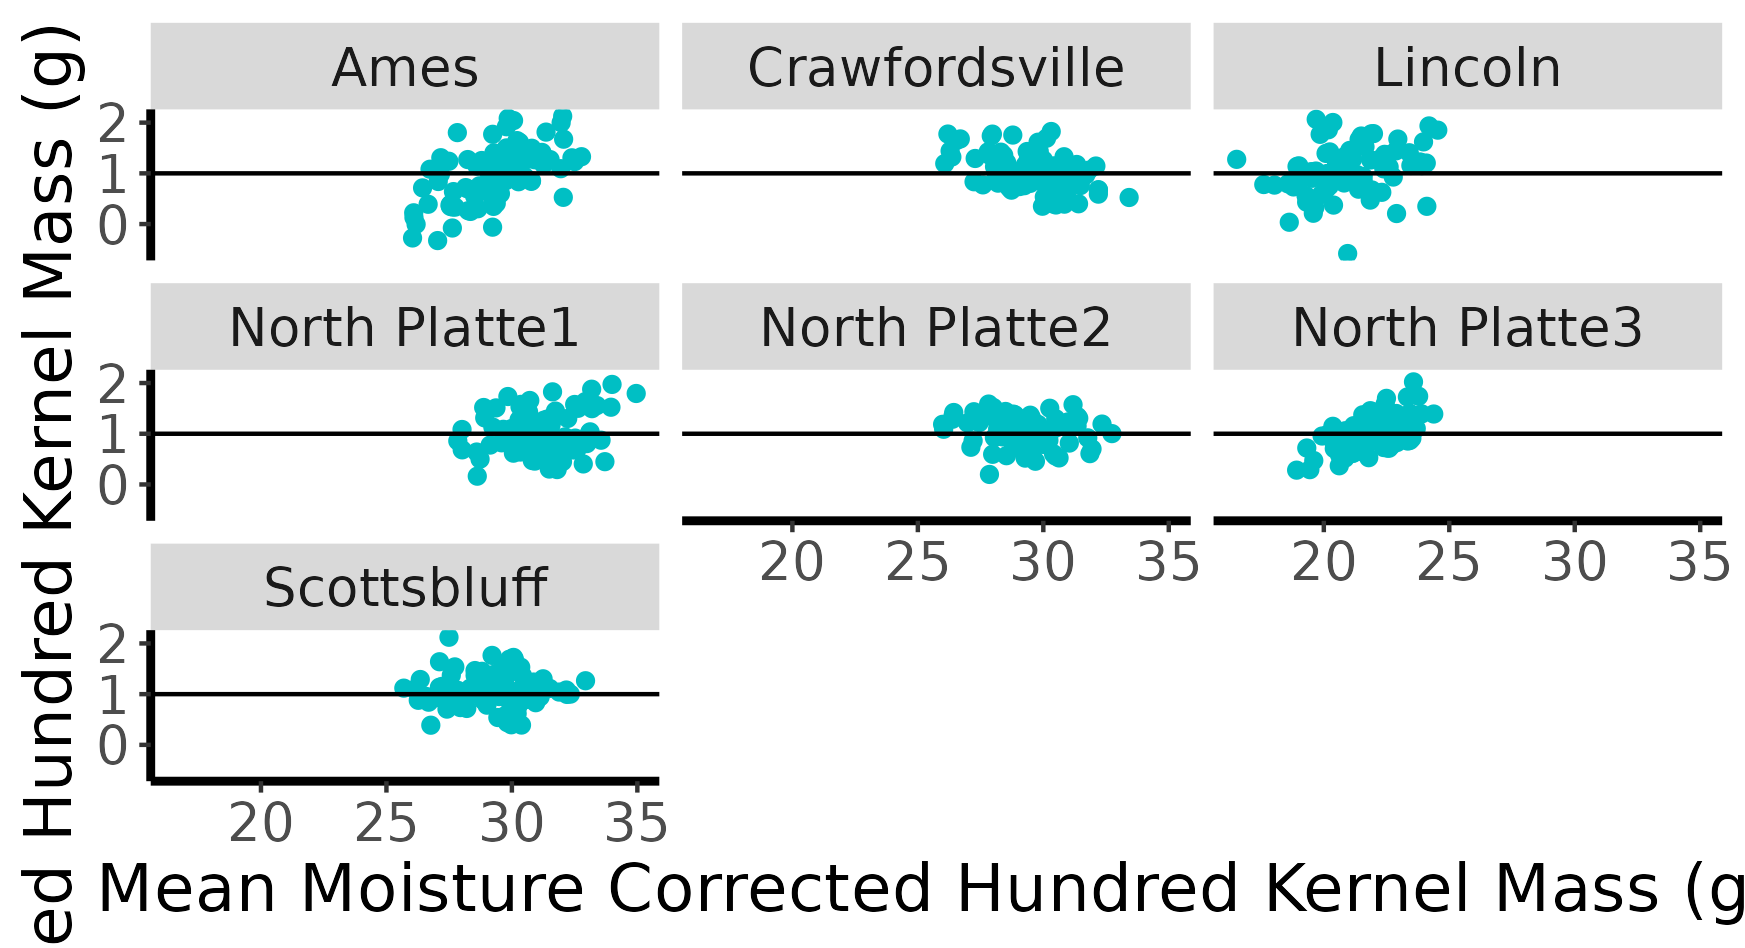 ed Hundred Kernel Mass (g)
Ames
Crawfordsville
Lincoln
2
1
0
North Platte1
North Platte2
North Platte3
2
1
0
20 25 30 35
20 25 30 35
Scottsbluff
2
1
0
20 25 30 35
Mean Moisture Corrected Hundred Kernel Mass (g